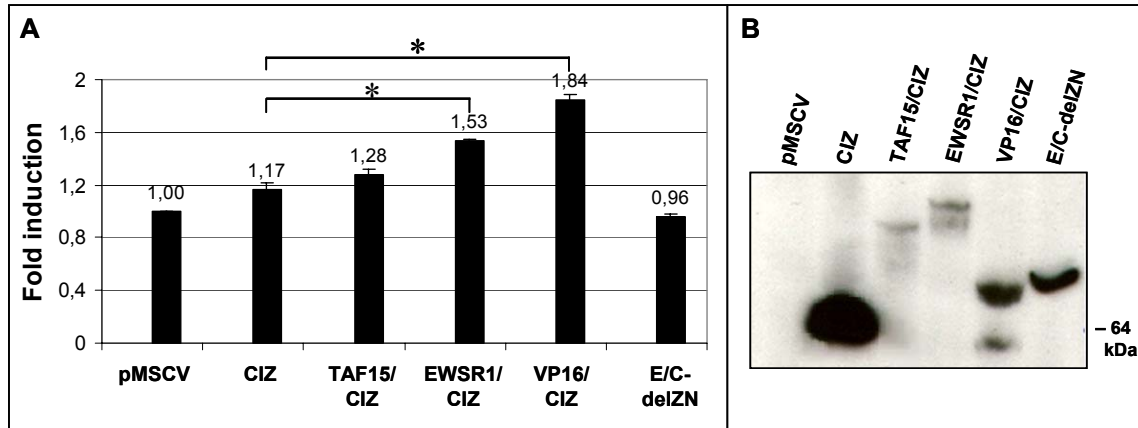 A
*
*
2
1,6
1,2
0,8
0,4
0
Fold induction
1,00
1,17
1,28
1,53
1,84
0,96
pMSCV
CIZ
TAF15/
CIZ
EWSR1/
CIZ
VP16/
CIZ
E/C-
delZN
B
pMSCV
CIZ
TAF15/CIZ
EWSR1/CIZ
VP16/CIZ
E/C-delZN
– 64
kDa